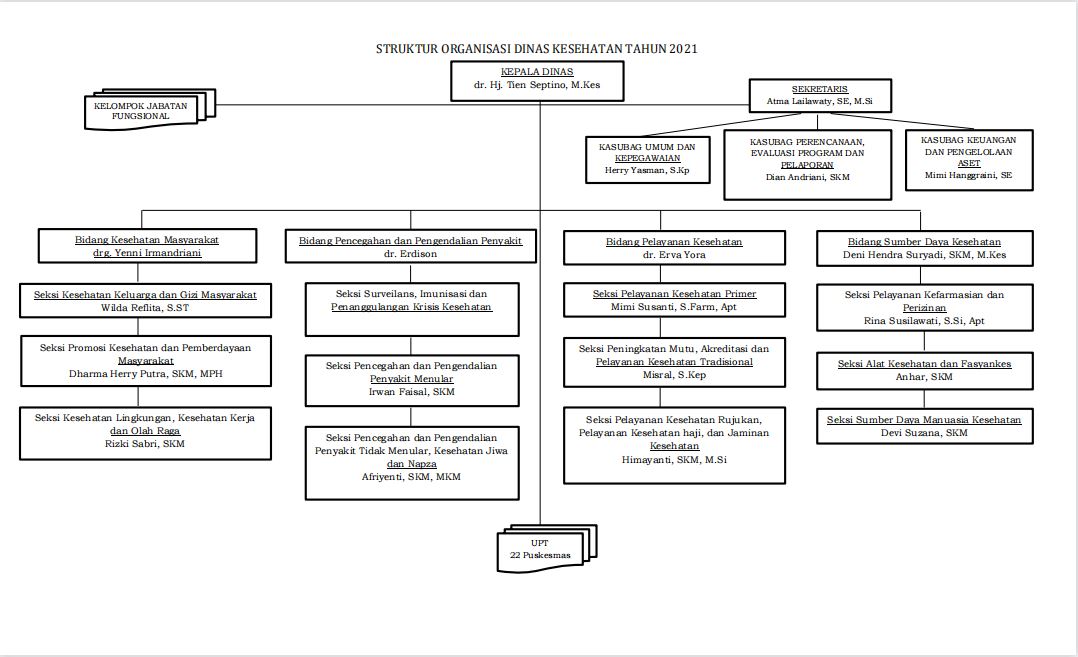 STRUKTUR ORGANISASI DINAS KESEHATAN TAHUN 2021
KEPALA DINAS
dr. Hj. Tien Septino, M.Kes
KELOMPOK JABATAN
FUNGSIONAL
SEKRETARIS
Atma Lailawaty, SE, M.Si
KASUBAG UMUM DAN
KEPEGAWAIAN
Herry Yasman, S.Kp
KASUBAG PERENCANAAN,
EVALUASI PROGRAM DAN
PELAPORAN
Dian Andriani, SKM
KASUBAG KEUANGAN
DAN PENGELOLAAN
ASET
Mimi Hanggraini, SE
Bidang Kesehatan Masyarakat
drg. Yenni Irmandriani
Seksi Kesehatan Keluarga dan Gizi Masyarakat
Wilda Reflita, S.ST
Seksi Promosi Kesehatan dan Pemberdayaan
Masyarakat
Dharma Herry Putra, SKM, MPH
Seksi Kesehatan Lingkungan, Kesehatan Kerja
dan Olah Raga
Rizki Sabri, SKM
Bidang Pencegahan dan Pengendalian Penyakit
dr. Erdison
Seksi Surveilans, Imunisasi dan
Penanggulangan Krisis Kesehatan
Seksi Pencegahan dan Pengendalian
Penyakit Menular
Irwan Faisal, SKM
Seksi Pencegahan dan Pengendalian
Penyakit Tidak Menular, Kesehatan Jiwa
dan Napza
Afriyenti, SKM, MKM
Bidang Pelayanan Kesehatan
dr. Erva Yora
Seksi Pelayanan Kesehatan Primer
Mimi Susanti, S.Farm, Apt
Seksi Peningkatan Mutu, Akreditasi dan
Pelayanan Kesehatan Tradisional
Misral, S.Kep
Seksi Pelayanan Kesehatan Rujukan,
Pelayanan Kesehatan haji, dan Jaminan
Kesehatan
Himayanti, SKM, M.Si
Bidang Sumber Daya Kesehatan
Deni Hendra Suryadi, SKM, M.Kes
Seksi Pelayanan Kefarmasian dan
Perizinan
Rina Susilawati, S.Si, Apt
Seksi Alat Kesehatan dan Fasyankes
Anhar, SKM
Seksi Sumber Daya Manuasia Kesehatan
Devi Suzana, SKM
UPT
22 Puskesmas